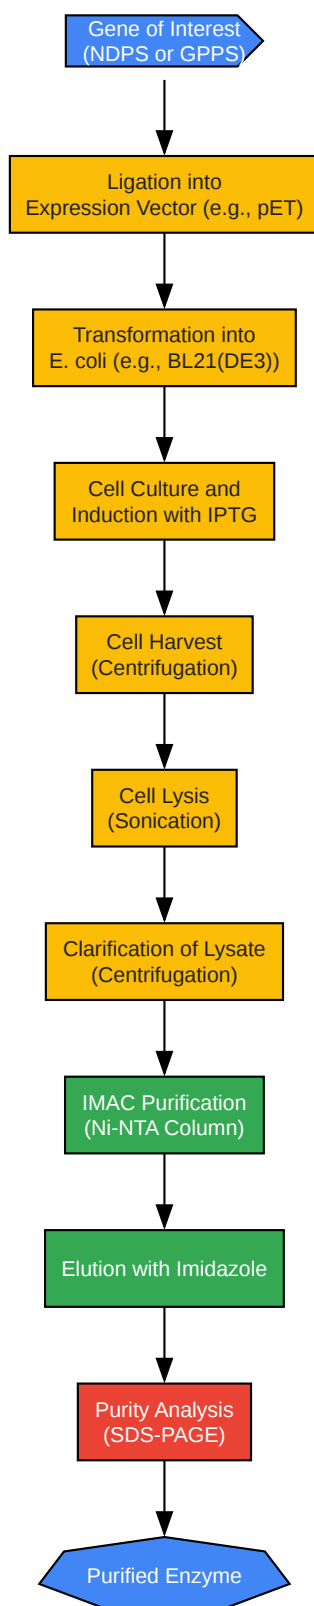 Gene of Interest
(NDPS or GPPS)
Ligation into
Expression Vector (e.g., pET)
Transformation into
E. coli (e.g., BL21(DE3))
Cell Culture and
Induction with IPTG
Cell Harvest
(Centrifugation)
Cell Lysis
(Sonication)
Clarification of Lysate
(Centrifugation)
IMAC Purification
(Ni-NTA Column)
Elution with Imidazole
Purity Analysis
(SDS-PAGE)
Purified Enzyme